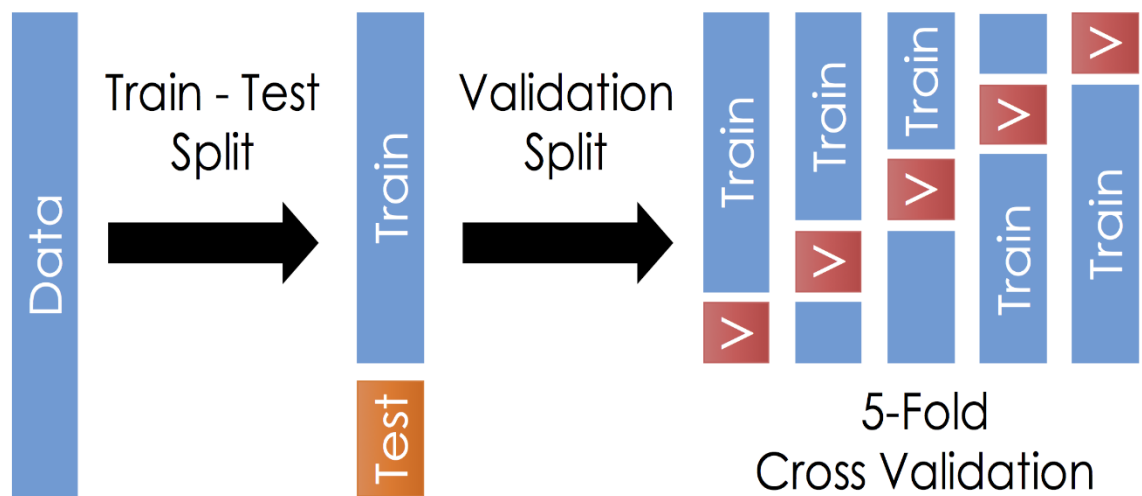 Data
Train - Test
Split
Train
Test
Validation
Split
Train
V
Train
V
Train
V
V
Train
V
Train
5-Fold
Cross Validation